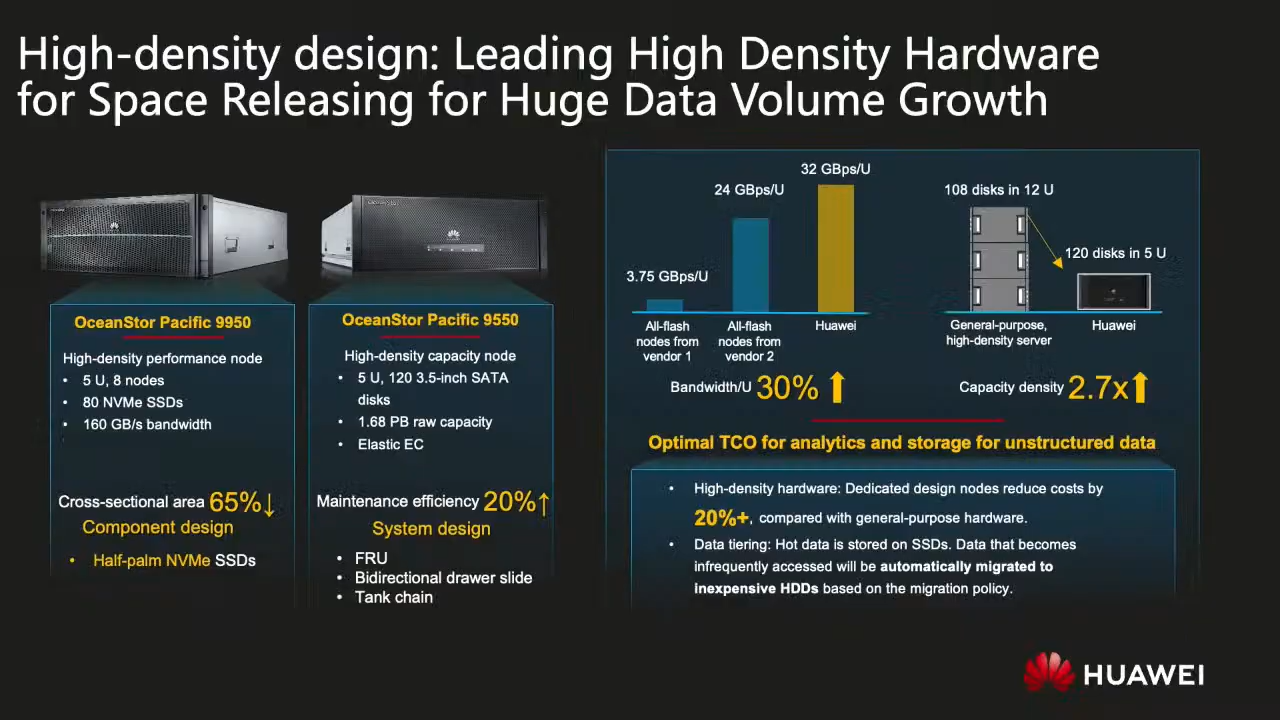 High-density design: Leading High Density Hardware
for Space Releasing for Huge Data Volume Growth
OceanStor Pacific 9950
High-density performance node
• 5 U, 8 nodes
• 80 NVMe SSDs
• 160 GB/s bandwidth
Cross-sectional area 65%↓
Component design
• Half-palm NVMe SSDs
OceanStor Pacific 9550
High-density capacity node
• 5 U, 120 3.5-inch SATA
disks
• 1.68 PB raw capacity
• Elastic EC
Maintenance efficiency 20%↑
System design
• FRU
• Bidirectional drawer slide
• Tank chain
3.75 GBps/U
24 GBps/U
32 GBps/U
All-flash
nodes from
vendor 1
All-flash
nodes from
vendor 2
Huawei
Bandwidth/U 30%
108 disks in 12 U
120 disks in 5 U
General-purpose,
high-density server
Huawei
Capacity density 2.7x
Optimal TCO for analytics and storage for unstructured data
• High-density hardware: Dedicated design nodes reduce costs by
20%+, compared with general-purpose hardware.
• Data tiering: Hot data is stored on SSDs. Data that becomes
infrequently accessed will be automatically migrated to
inexpensive HDDs based on the migration policy.
HUAWEI